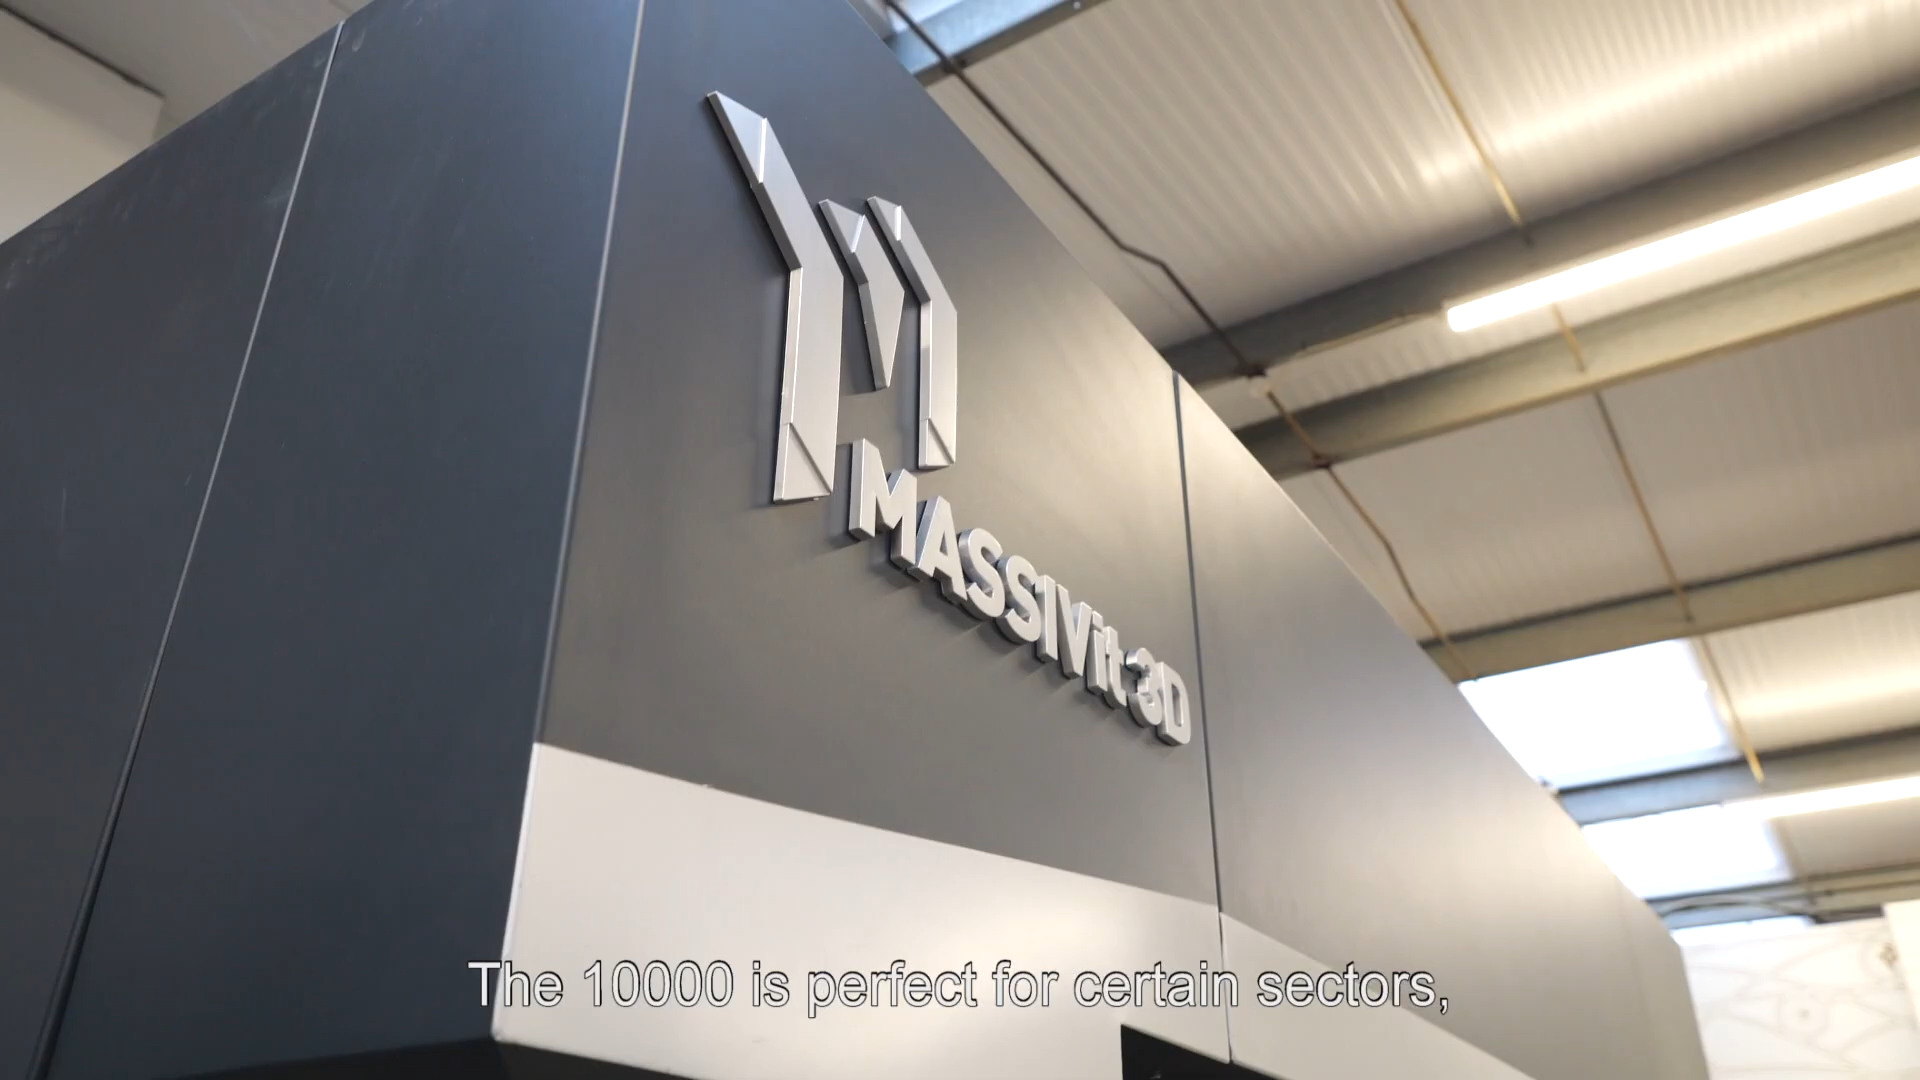 MASSIVit 3D
The 10000 is perfect for certain sectors,